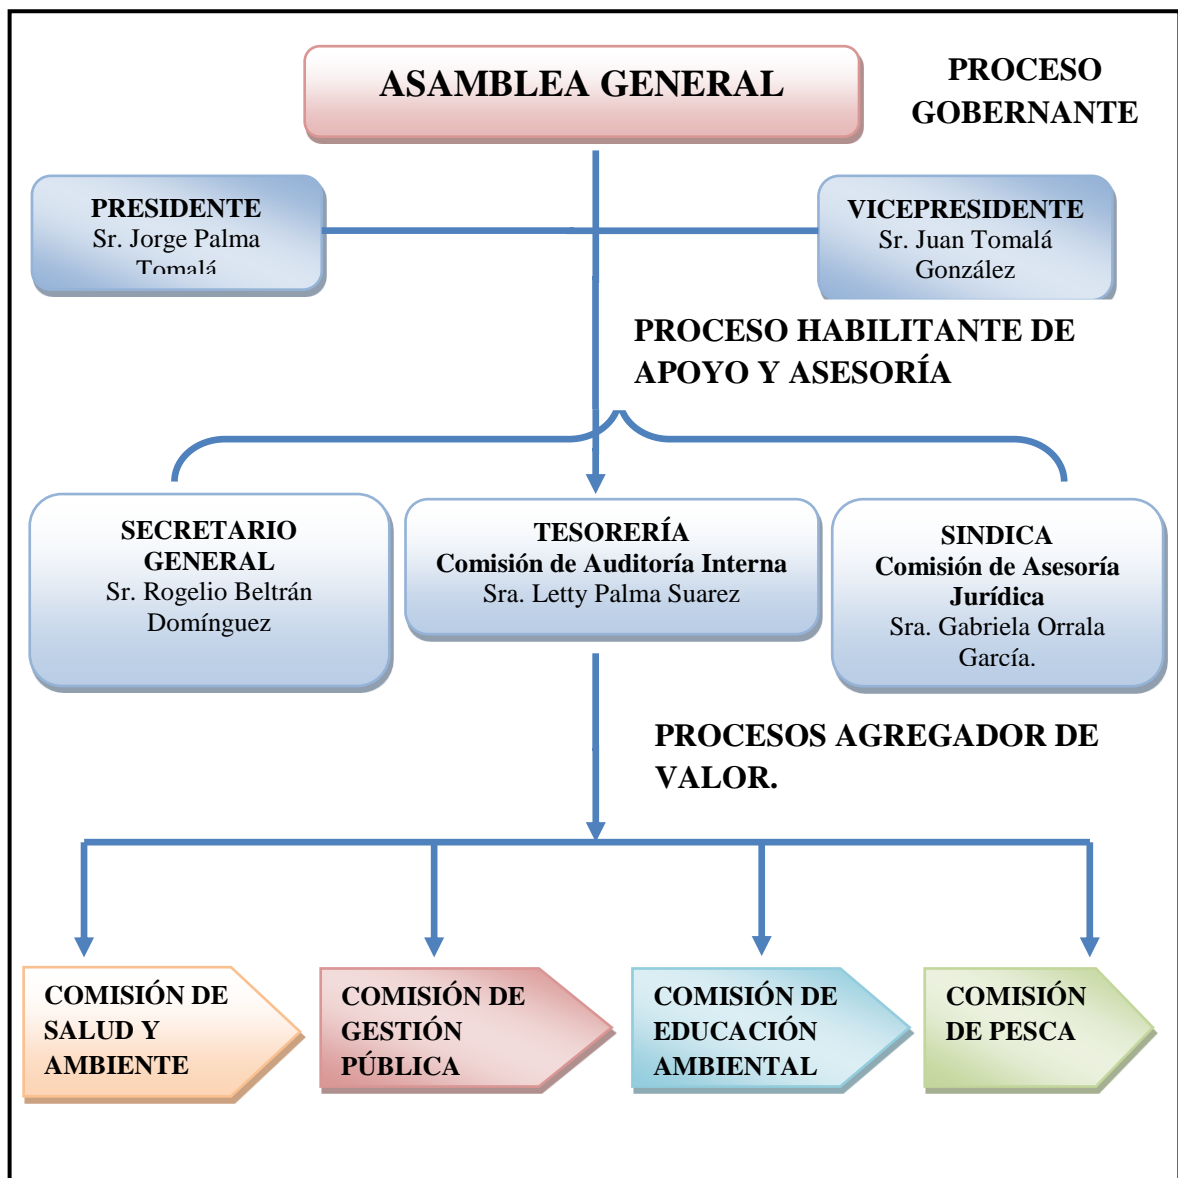 ASAMBLEA GENERAL
PROCESO
GOBERNANTE
PRESIDENTE
Sr. Jorge Palma
Tomalá
VICEPRESIDENTE
Sr. Juan Tomalá
González
PROCESO HABILITANTE DE
APOYO Y ASESORÍA
SECRETARIO
GENERAL
Sr. Rogelio Beltrán
Domínguez
TESORERÍA
Comisión de Auditoría Interna
Sra. Letty Palma Suarez
SINDICA
Comisión de Asesoría
Jurídica
Sra. Gabriela Orrala
García.
PROCESOS AGREGADOR DE
VALOR.
COMISIÓN DE
SALUD Y
AMBIENTE
COMISIÓN DE
GESTIÓN
PÚBLICA
COMISIÓN DE
EDUCACIÓN
AMBIENTAL
COMISIÓN
DE PESCA